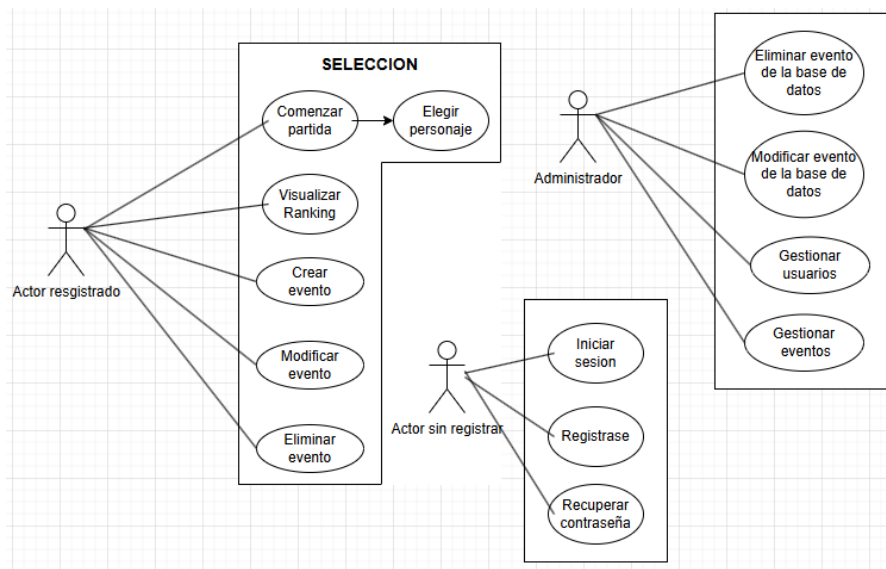 SELECCION
Comenzar
partida
Elegir
personaje
Visualizar
Ranking
Crear
evento
Modificar
evento
Eliminar
evento
Actor resgistrado
Administrador
Eliminar evento
de la base de
datos
Modificar evento
de la base de
datos
Gestionar
usuarios
Gestionar
eventos
Actor sin registrar
Iniciar
sesion
Registrase
Recuperar
contraseña